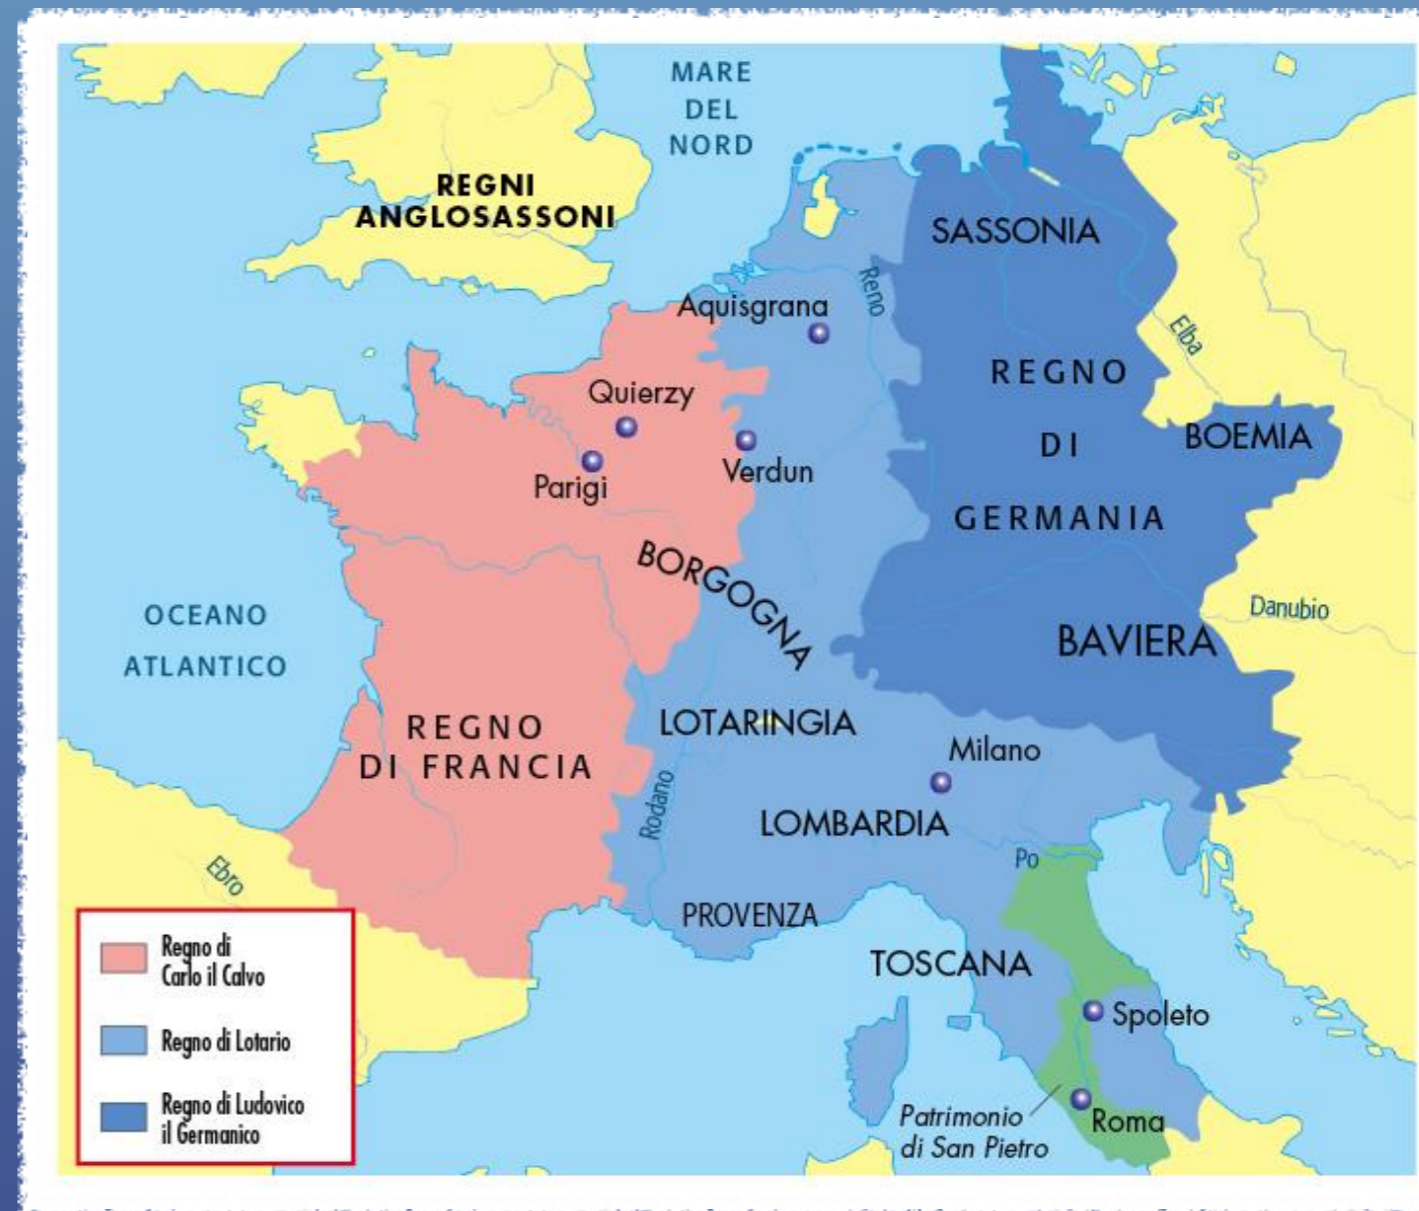 MARE
DEL
NORD
REGNI
ANGLOSASSONI
SASSONIA
Reno
Aquisgrana
Elba
REGNO
DI
GERMANIA
Quierzy
BOEMIA
Verdun
Parigi
BORGOGNA
OCEANO
ATLANTICO
Danubio
BAVIERA
REGNO
DI FRANCIA
LOTARINGIA
Milano
Rodano
LOMBARDIA
Po
Ebro
PROVENZA
TOSCANA
Spoleto
Patrimonio
di San Pietro
Roma
Regno di
Carlo il Calvo
Regno di Lotario
Regno di Ludovico
il Germanico